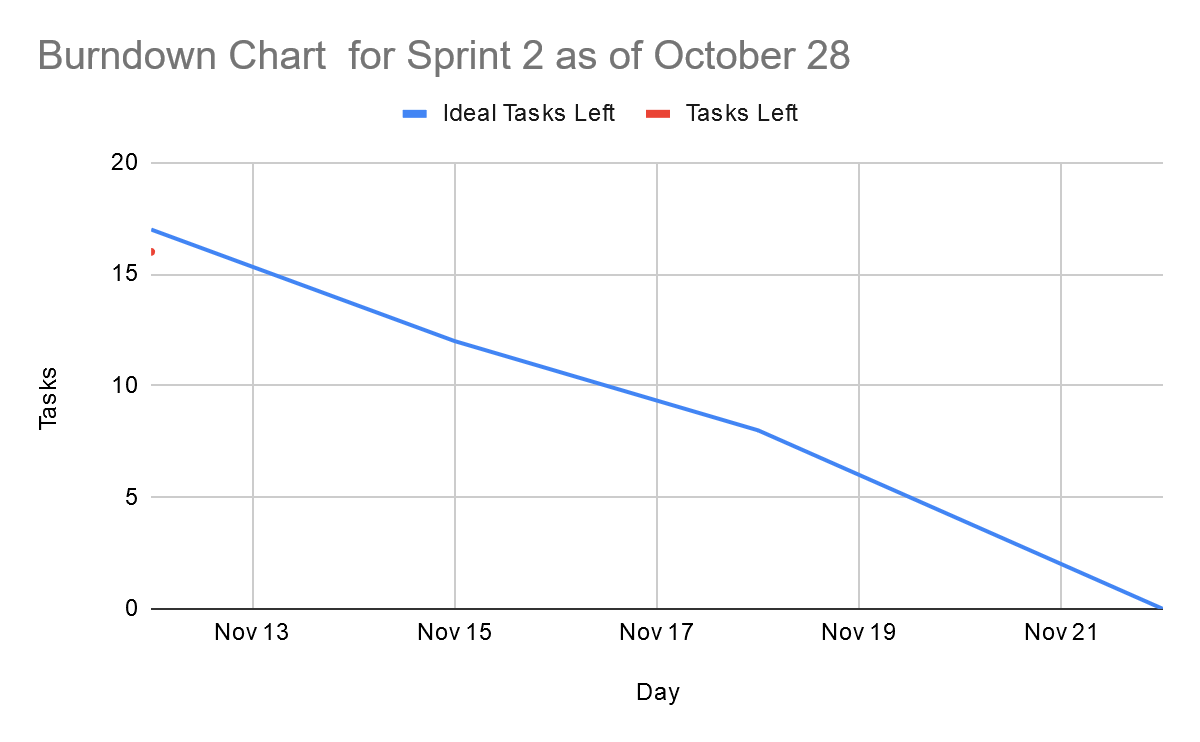 Burndown Chart  for Sprint 2 as of October 28
Ideal Tasks Left
Tasks Left
20
15
10
5
0
Tasks
Nov 13
Nov 15
Nov 17
Nov 19
Nov 21
Day